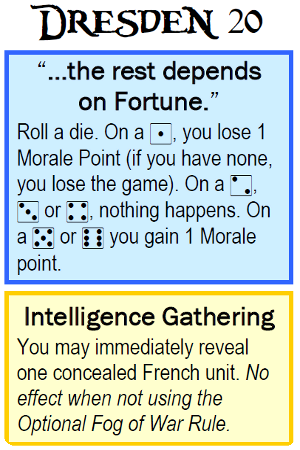 DRESDEN 20
“...the rest depends
on Fortune.”
Roll a die. On a ⚀, you lose 1
Morale Point (if you have none,
you lose the game). On a ⚁,
⚂ or ⚃, nothing happens. On
a ⚄ or ⚅ you gain 1 Morale
point.
Intelligence Gathering
You may immediately reveal
one concealed French unit. No
effect when not using the
Optional Fog of War Rule.